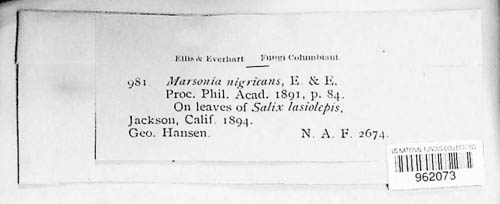 Ellis & Everhart Fungi Columbiani.
981. Marsonia nigricans, E. & E.
Proc. Phil. Acad. 1891, p. 84.
On leaves of Salix lasiolepis,
Jackson, Calif. 1894.
Geo. Hansen. N. A. F. 2674.
US NATIONAL FUNGUS COLLECTIONS
962073